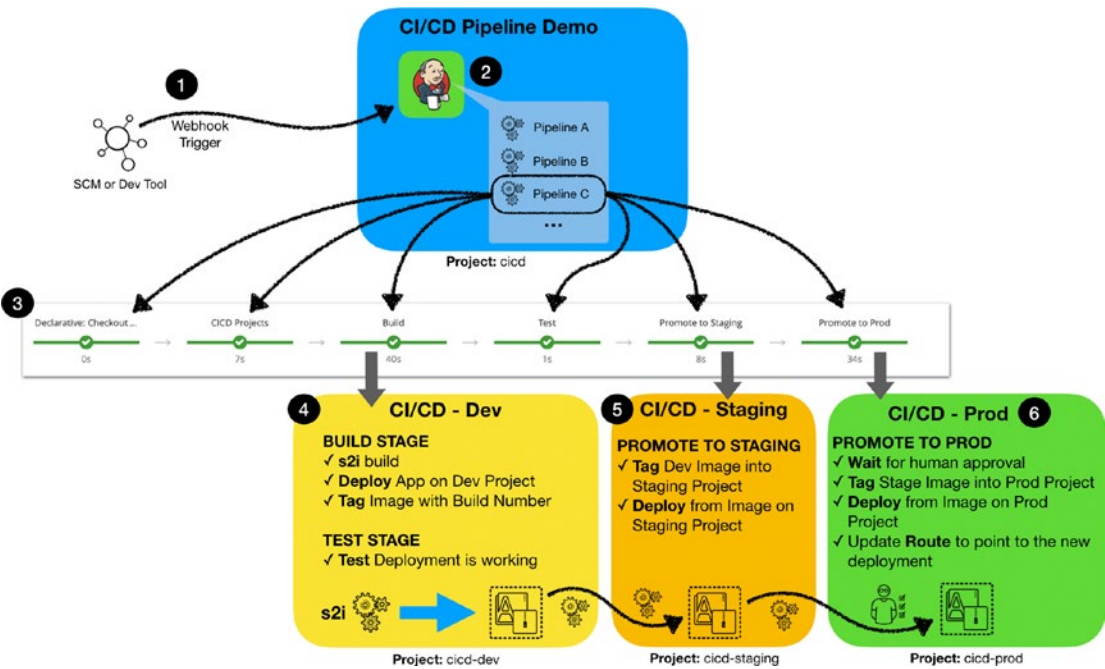 CI/CD Pipeline Demo
1
2
Webhook
Trigger
SCM or Dev Tool
Pipeline A
Pipeline B
Pipeline C
...
Project: cicd
3
Declarative: Checkout ...
CICD Projects
Build
Test
Promote to Staging
Promote to Prod
0s
7s
40s
1s
8s
34s
4
CI/CD - Dev
BUILD STAGE
✓ s2i build
✓ Deploy App on Dev Project
✓ Tag Image with Build Number
TEST STAGE
✓ Test Deployment is working
s2i
Project: cicd-dev
5
CI/CD - Staging
PROMOTE TO STAGING
✓ Tag Dev Image into
Staging Project
✓ Deploy from Image on
Staging Project
Project: cicd-staging
CI/CD - Prod
6
PROMOTE TO PROD
✓ Wait for human approval
✓ Tag Stage Image into Prod Project
✓ Deploy from Image on Prod
Project
✓ Update Route to point to the new
deployment
Project: cicd-prod